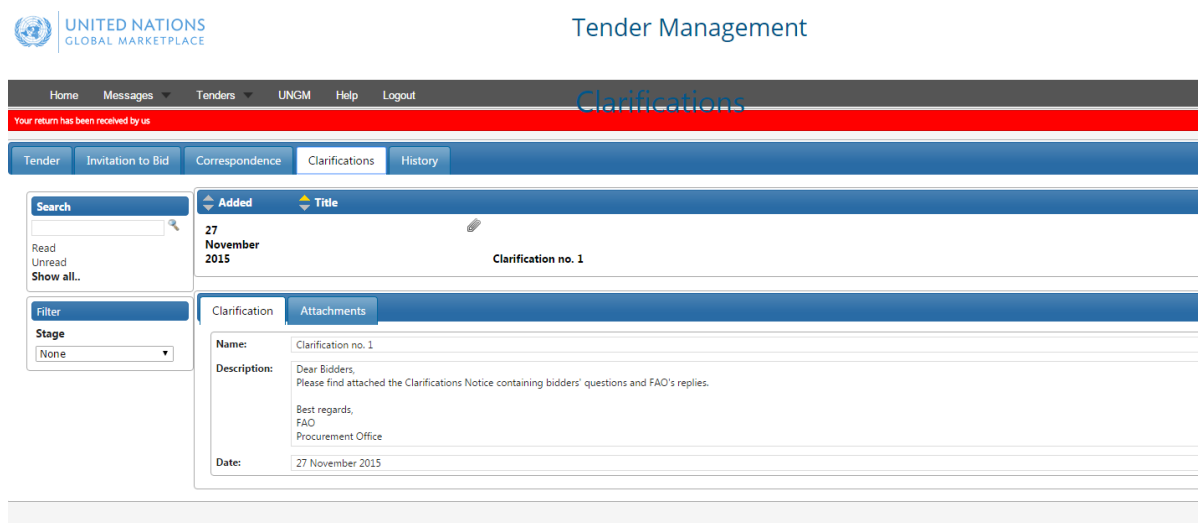 UNITED NATIONS
GLOBAL MARKETPLACE
Tender Management
Home Messages Tenders UNGM Help Logout
Clarifications
Your return has been received by us
Tender Invitation to Bid Correspondence Clarifications History
Search
Read
Unread
Show all..
Filter
Stage
None
Added Title
27
November
2015 Clarification no. 1
Clarification Attachments
Name: Clarification no. 1
Description: Dear Bidders,
Please find attached the Clarifications Notice containing bidders' questions and FAO's replies.
Best regards,
FAO
Procurement Office
Date: 27 November 2015